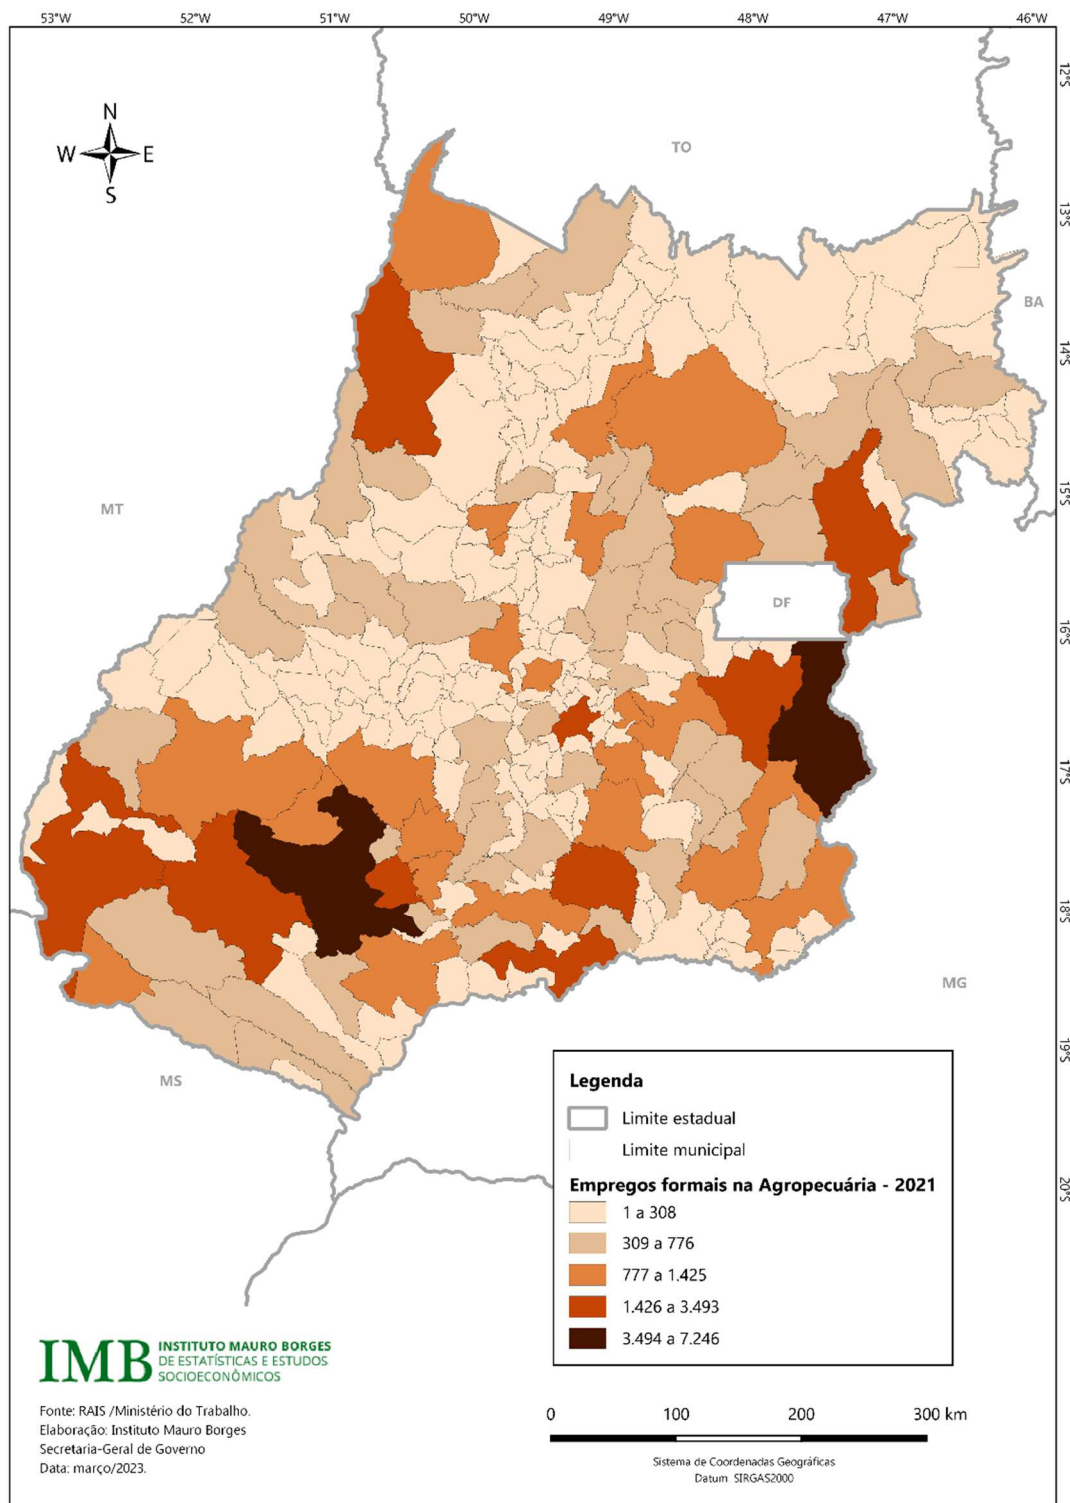 53°W 52°W 51°W 50°W 49°W 48°W 47°W 46°W
12°S
N
W E
S
TO
13°S
BA
14°S
15°S
MT
DF
16°S
17°S
18°S
MG
19°S
MS
20°S
Legenda
Limite estadual
Limite municipal
Empregos formais na Agropecuária - 2021
1 a 308
309 a 776
777 a 1.425
1.426 a 3.493
3.494 a 7.246
IMB INSTITUTO MAURO BORGES
DE ESTATÍSTICAS E ESTUDOS
SOCIOECONÔMICOS
Fonte: RAIS /Ministério do Trabalho.
Elaboração: Instituto Mauro Borges
Secretaria-Geral de Governo
Data: março/2023.
0 100 200 300 km
Sistema de Coordenadas Geográficas
Datum SIRGAS2000